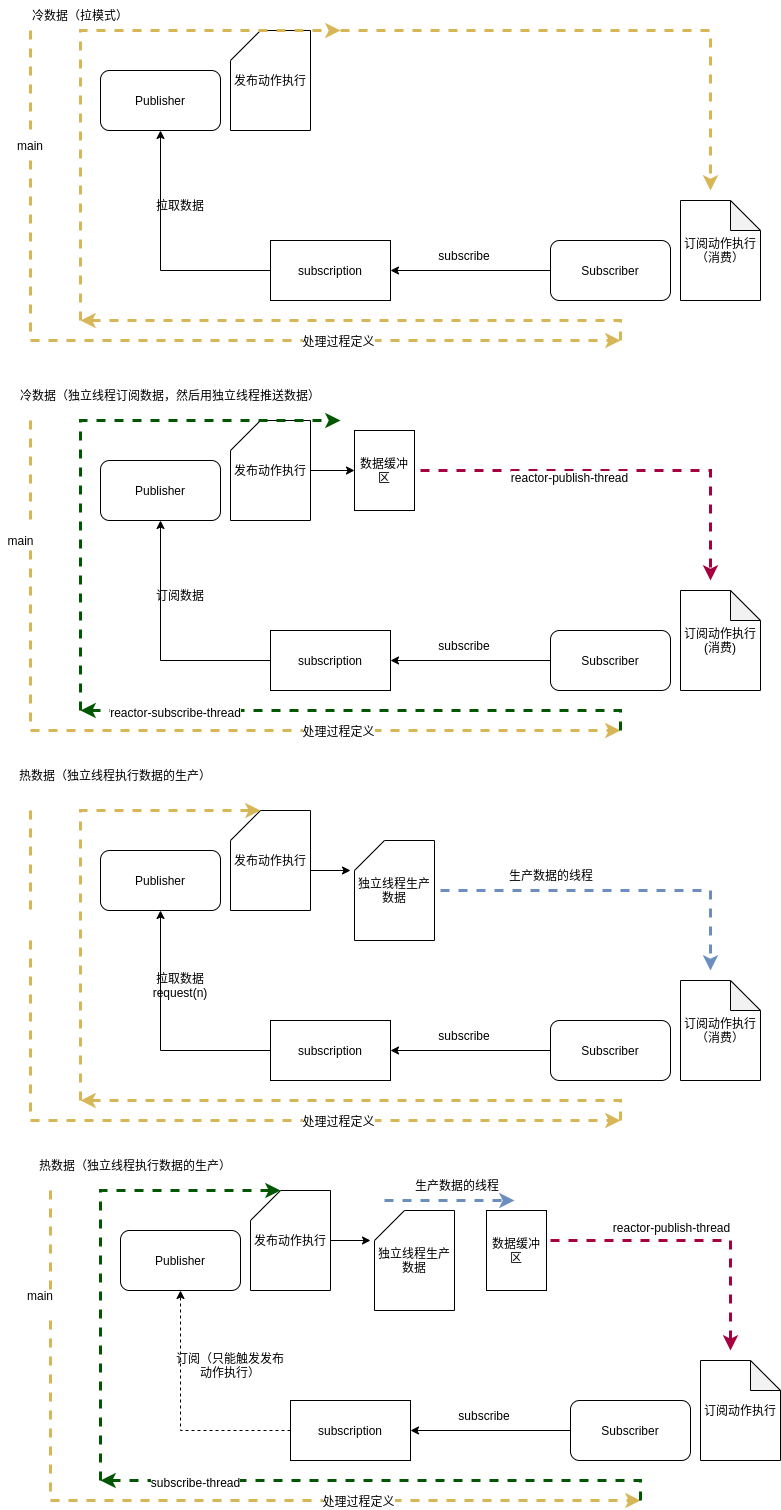 冷数据（拉模式）
发布动作执行
Publisher
main
拉取数据
订阅动作执行
（消费）
subscribe
subscription
Subscriber
处理过程定义
冷数据（独立线程订阅数据，然后用独立线程推送数据）
数据缓冲
区
发布动作执行
reactor-publish-thread
Publisher
main
订阅数据
订阅动作执行
(消费)
subscribe
subscription
Subscriber
reactor-subscribe-thread
处理过程定义
热数据（独立线程执行数据的生产）
发布动作执行
生产数据的线程
Publisher
独立线程生产
数据
拉取数据
request(n)
订阅动作执行
（消费）
subscribe
subscription
Subscriber
处理过程定义
热数据（独立线程执行数据的生产）
生产数据的线程
reactor-publish-thread
发布动作执行
数据缓冲
区
独立线程生产
数据
Publisher
main
订阅（只能触发发布
动作执行）
订阅动作执行
subscribe
subscription
Subscriber
subscribe-thread
处理过程定义